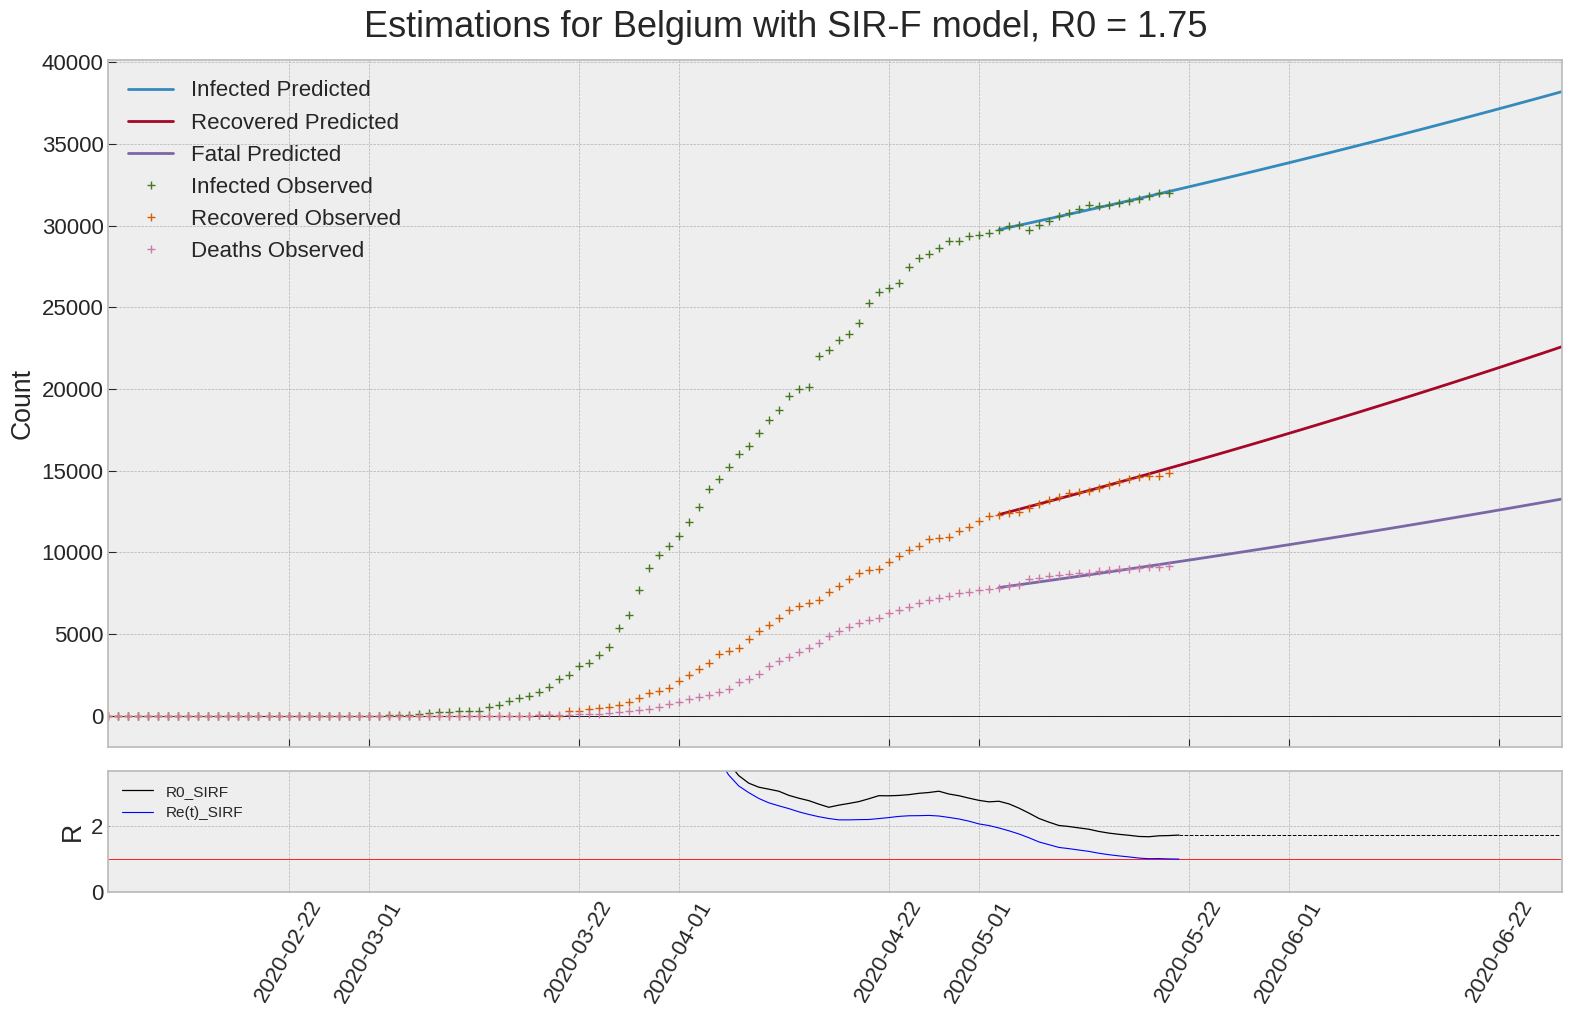 Estimations for Belgium with SIR-F model, R0 = 1.75
40000
35000
30000
25000
20000
15000
10000
5000
0
Count
Infected Predicted
Recovered Predicted
Fatal Predicted
Infected Observed
Recovered Observed
Deaths Observed
R0_SIRF
Re(t)_SIRF
2
0
R
2020-02-22
2020-03-01
2020-03-22
2020-04-01
2020-04-22
2020-05-01
2020-05-22
2020-06-01
2020-06-22